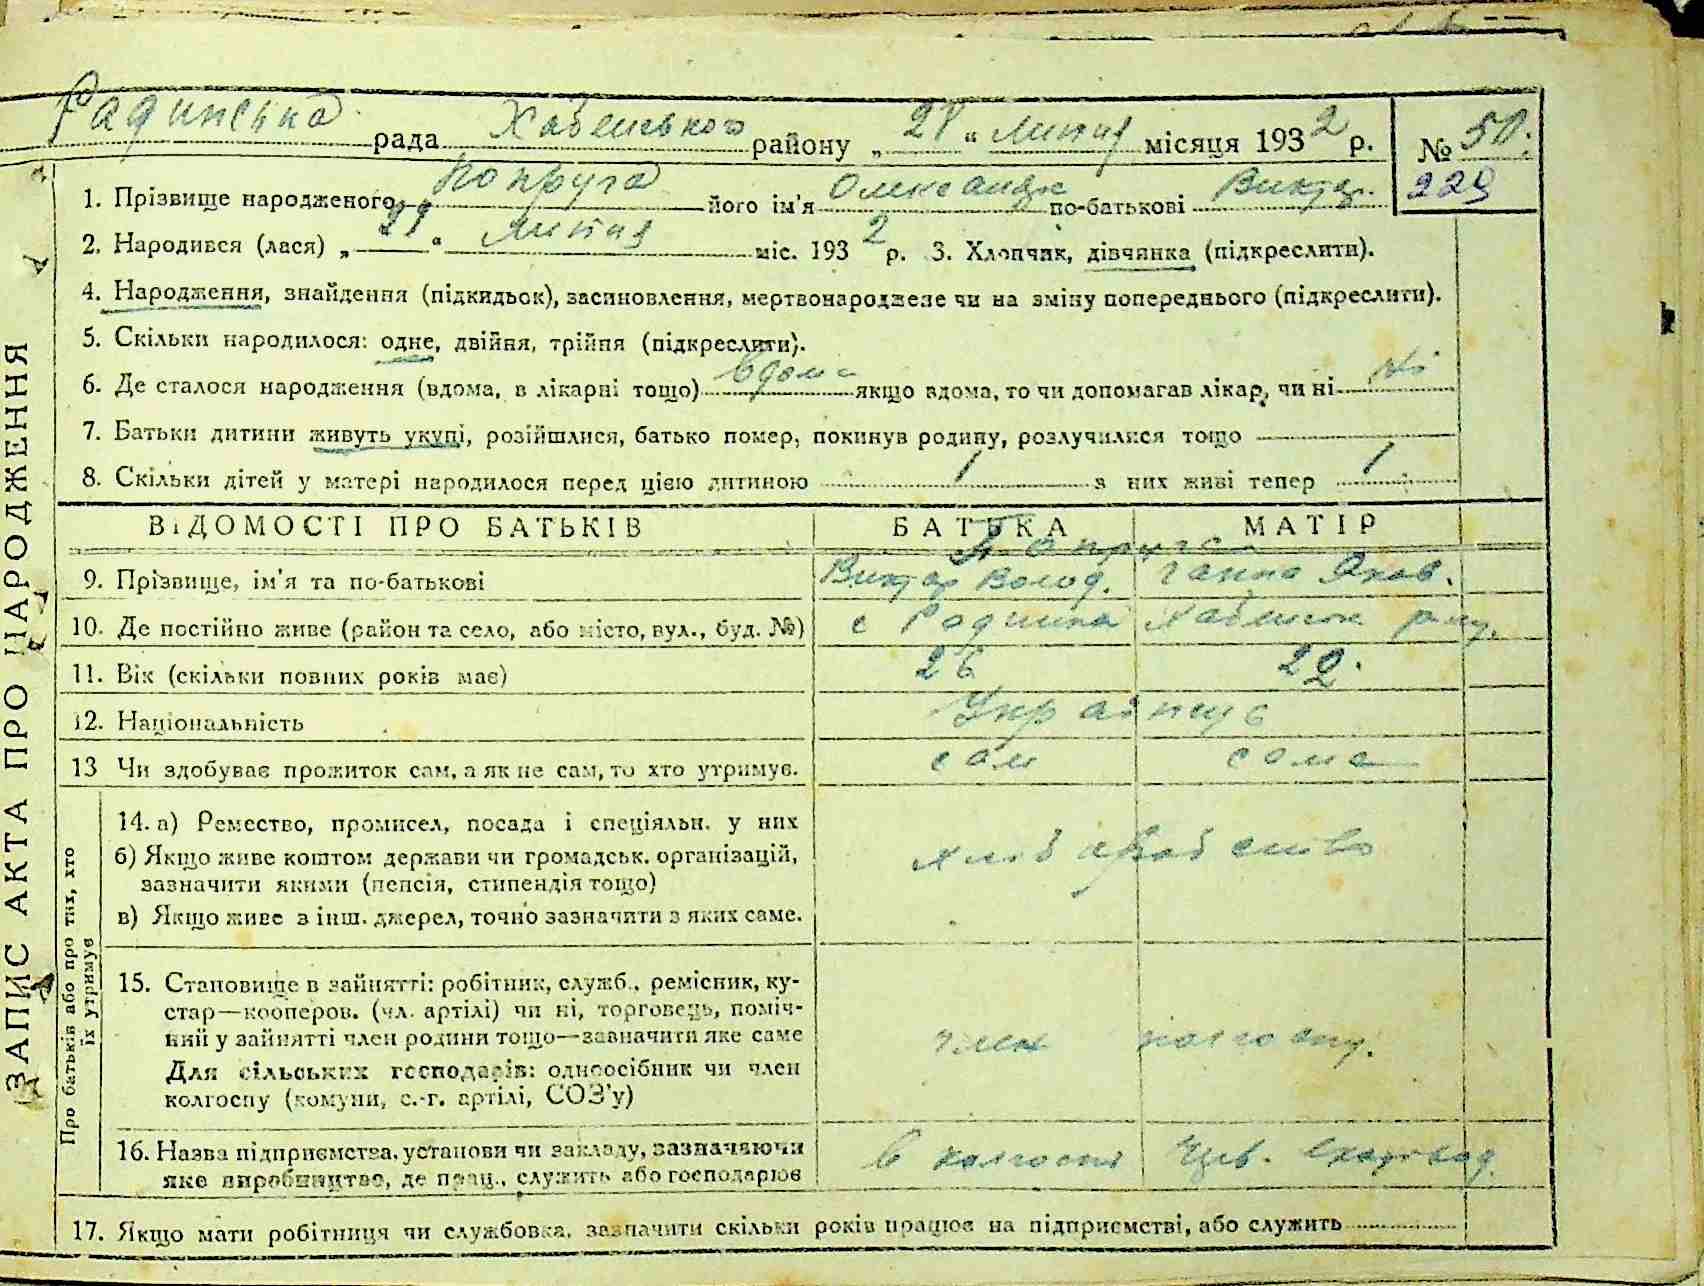 Радинська рада Хабенського району „28“ Липня місяця 1932 р. № 50.
229
1. Прізвище народженого Попруга його ім'я Олександра по-батькові Виктор.
2. Народився (лася) „ “ Липня міс. 1932 р. 3. Хлопчик, дівчинка (підкреслити).
4. Народження, знайдення (підкидьок), засиновлення, мертвонароджене чи на зміну попереднього (підкреслити).
5. Скільки народилося: одне, двійня, трійня (підкреслити).
6. Де сталося народження (вдома, в лікарні тощо) вдома якщо вдома, то чи допомагав лікар, чи ні ні
7. Батьки дитини живуть укупі, розійшлися, батько помер, покинув родину, розлучилися тощо
8. Скільки дітей у матері народилося перед цією дитиною 1 з них живі тепер 1
ВІДОМОСТІ ПРО БАТЬКІВ БАТЬКА МАТІР
Попруга
9. Прізвище, ім'я та по-батькові Виктор Волод. Ганна Яков.
10. Де постійно живе (район та село, або місто, вул., буд. №) с Радинка Хабенськ
11. Вік (скільки повних років має) 26 22.
12. Національність Українці
13 Чи здобуває прожиток сам, а як не сам, то хто утримує. сам сама
14. а) Ремество, промисел, посада і спеціяльн. у них
б) Якщо живе коштом держави чи громадськ. організацій,
зазначити якими (пенсія, стипендія тощо)
в) Якщо живе з інш. джерел, точно зазначити з яких саме.
хліборобство
15. Становище в зайнятті: робітник, служб., ремісник, ку-
стар—кооперов. (чл. артілі) чи ні, торговець, поміч-
ний у зайнятті член родини тощо—зазначити яке саме
Для сільських господарів: одноосібник чи член
колгоспу (комуни, с.-г. артілі, СОЗ'у)
член колгоспу.
16. Назва підприємства, установи чи закладу, зазначаючи
яке виробництво, де прац., служить або господарює
в колгоспі
17. Якщо мати робітниця чи службовка, зазначити скільки років працює на підприємстві, або служить
ЗАПИС АКТА ПРО НАРОДЖЕННЯ
Про батьків або про тих, хто
їх утримує